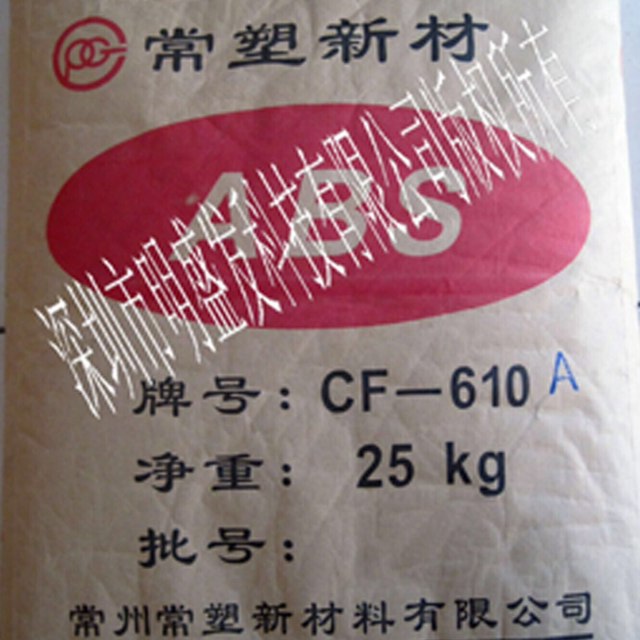 常塑新材
ABS
深圳市明盛发科技有限公司版权所有
牌号：CF-610 A
净重：25 kg
批号：
常州常塑新材料有限公司